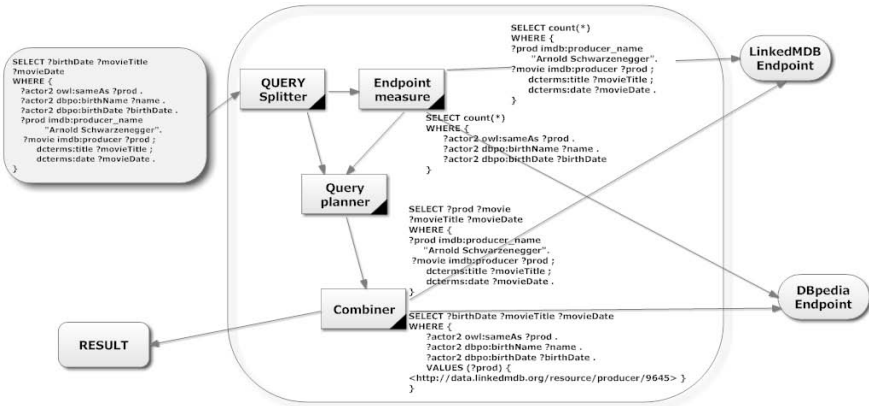 SELECT ?birthDate ?movieTitle
?movieDate
WHERE {
?actor2 owl:sameAs ?prod .
?actor2 dbpo:birthName ?name .
?actor2 dbpo:birthDate ?birthDate .
?prod imdb:producer_name
"Arnold Schwarzenegger".
?movie imdb:producer ?prod ;
dcterms:title ?movieTitle ;
dcterms:date ?movieDate .
}
QUERY
Splitter
Endpoint
measure
SELECT count(*)
WHERE {
?prod imdb:producer_name
"Arnold Schwarzenegger".
?movie imdb:producer ?prod ;
dcterms:title ?movieTitle ;
dcterms:date ?movieDate .
}
LinkedMDB
Endpoint
SELECT count(*)
WHERE {
?actor2 owl:sameAs ?prod .
?actor2 dbpo:birthName ?name .
?actor2 dbpo:birthDate ?birthDate
}
Query
planner
SELECT ?prod ?movie
?movieTitle ?movieDate
WHERE {
?prod imdb:producer_name
"Arnold Schwarzenegger".
?movie imdb:producer ?prod ;
dcterms:title ?movieTitle ;
dcterms:date ?movieDate .
}
DBpedia
Endpoint
Combiner
SELECT ?birthDate ?movieTitle ?movieDate
WHERE {
?actor2 owl:sameAs ?prod .
?actor2 dbpo:birthName ?name .
?actor2 dbpo:birthDate ?birthDate .
VALUES (?prod) {
<http://data.linkedmdb.org/resource/producer/9645> }
}
RESULT